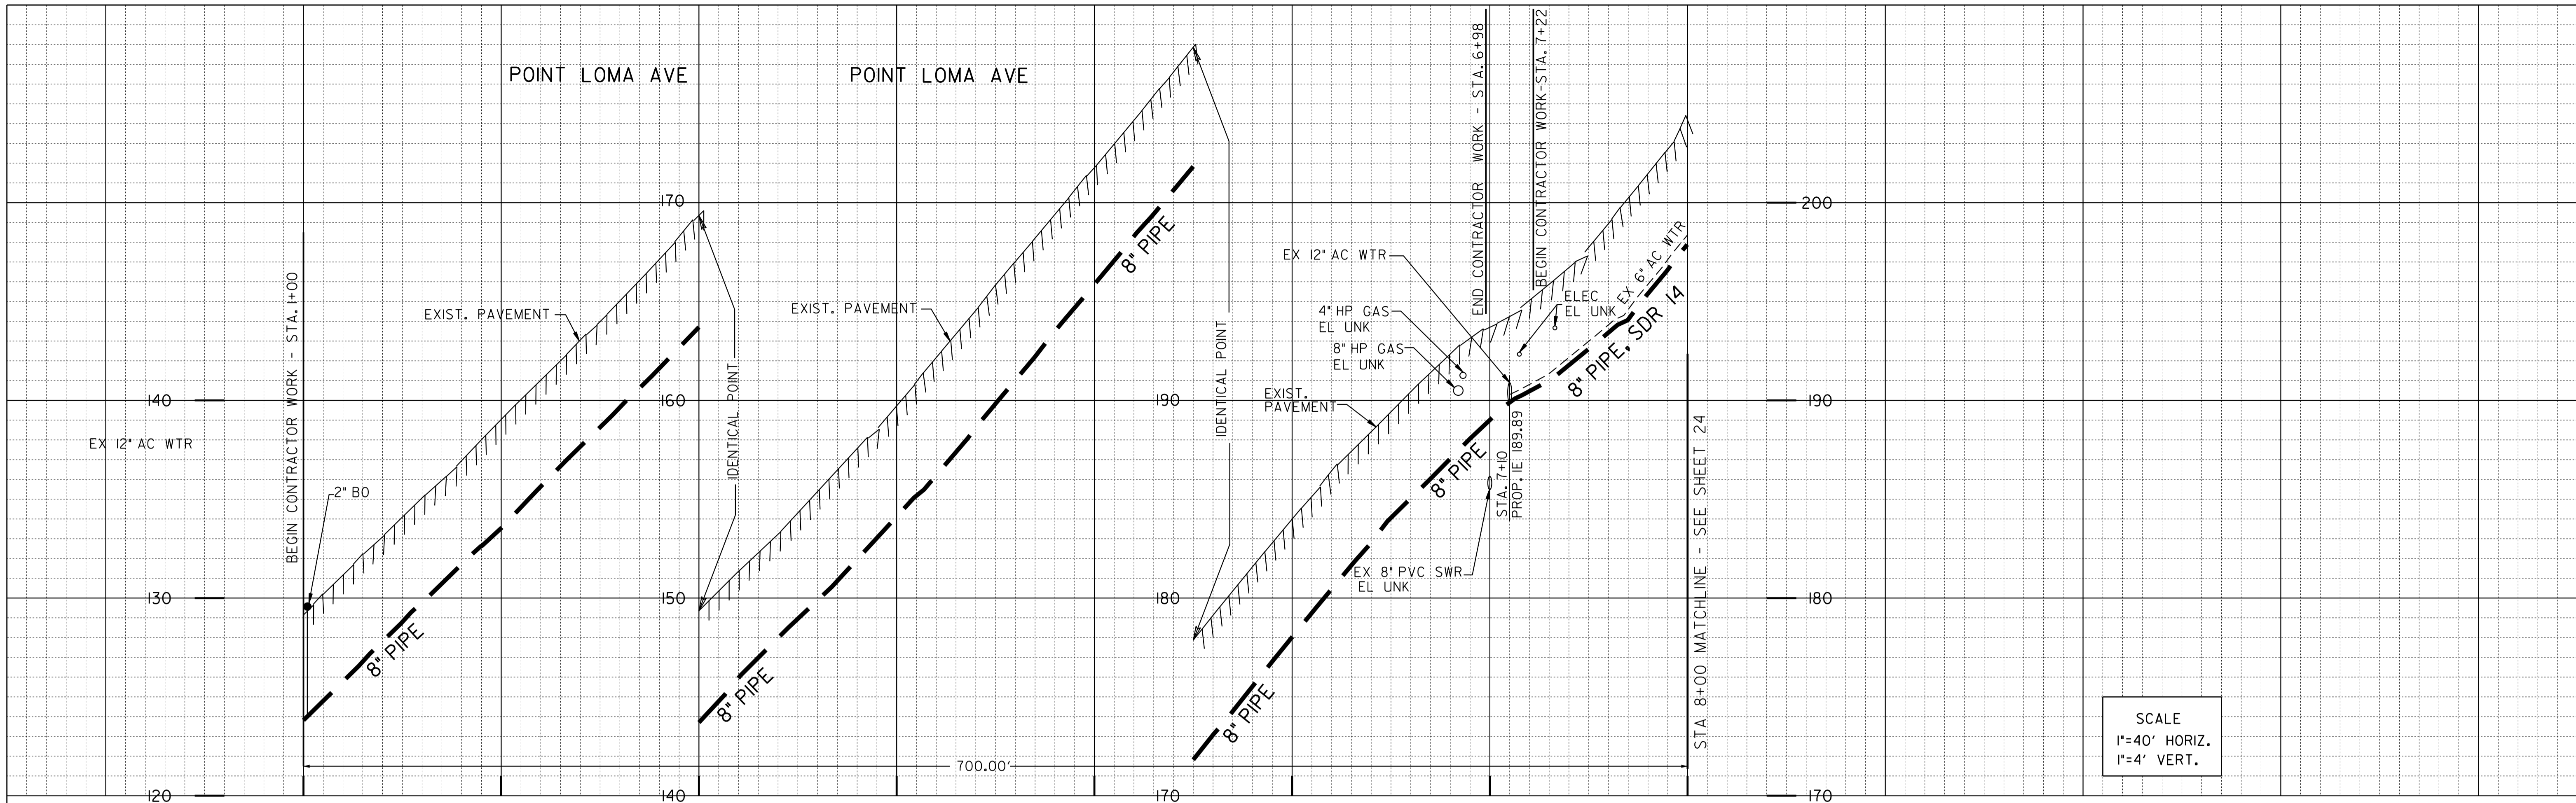 POINT LOMA AVE
POINT LOMA AVE
END CONTRACTOR WORK - STA. 6+98
BEGIN CONTRACTOR WORK-STA. 7+22
BEGIN CONTRACTOR WORK - STA. 1+00
170
200
EXIST. PAVEMENT
EXIST. PAVEMENT
8" PIPE
EX 12" AC WTR
4" HP GAS
EL UNK
8" HP GAS
EL UNK
ELEC
EL UNK
EX 6" AC WTR
8" PIPE, SDR 14
IDENTICAL POINT
IDENTICAL POINT
EXIST.
PAVEMENT
140
160
190
190
EX 12" AC WTR
2" BO
8" PIPE
STA. 7+10
PROP. IE 189.89
EX 8" PVC SWR
EL UNK
STA 8+00 MATCHLINE - SEE SHEET 24
130
150
180
180
8" PIPE
8" PIPE
8" PIPE
700.00'
120
140
170
170
SCALE
1"=40' HORIZ.
1"=4' VERT.